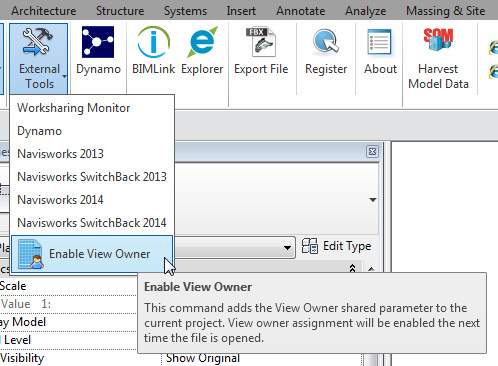 Architecture Structure Systems Insert Annotate Analyze Massing & Site
External Tools
Dynamo
BIMLink
Explorer
FBX
Export File
Register
About
SOM
Harvest Model Data
Worksharing Monitor
Dynamo
Navisworks 2013
Navisworks SwitchBack 2013
Navisworks 2014
Navisworks SwitchBack 2014
Enable View Owner
Edit Type
Scale
Value 1:
Model
Level
Visibility
Show Original
Enable View Owner
This command adds the View Owner shared parameter to the
current project. View owner assignment will be enabled the next
time the file is opened.